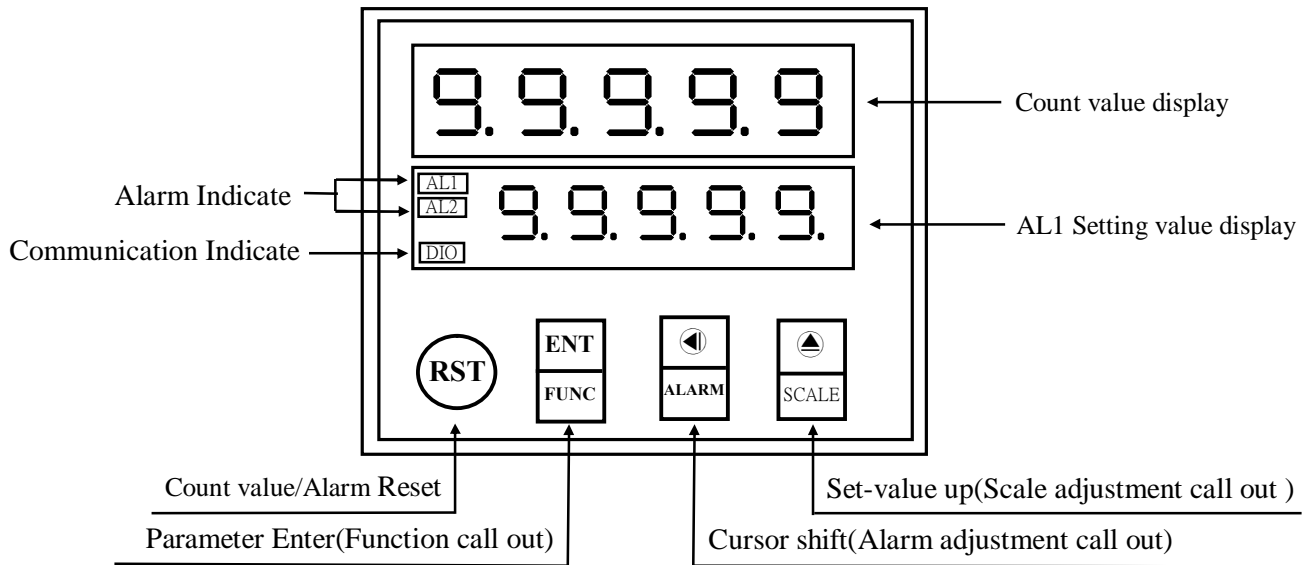 9.9.9.9.9
Count value display
AL1
Alarm Indicate
AL2
9.9.9.9.9.
AL1 Setting value display
Communication Indicate
DIO
RST
ENT
FUNC
ALARM
SCALE
Count value/Alarm Reset
Set-value up(Scale adjustment call out )
Parameter Enter(Function call out)
Cursor shift(Alarm adjustment call out)